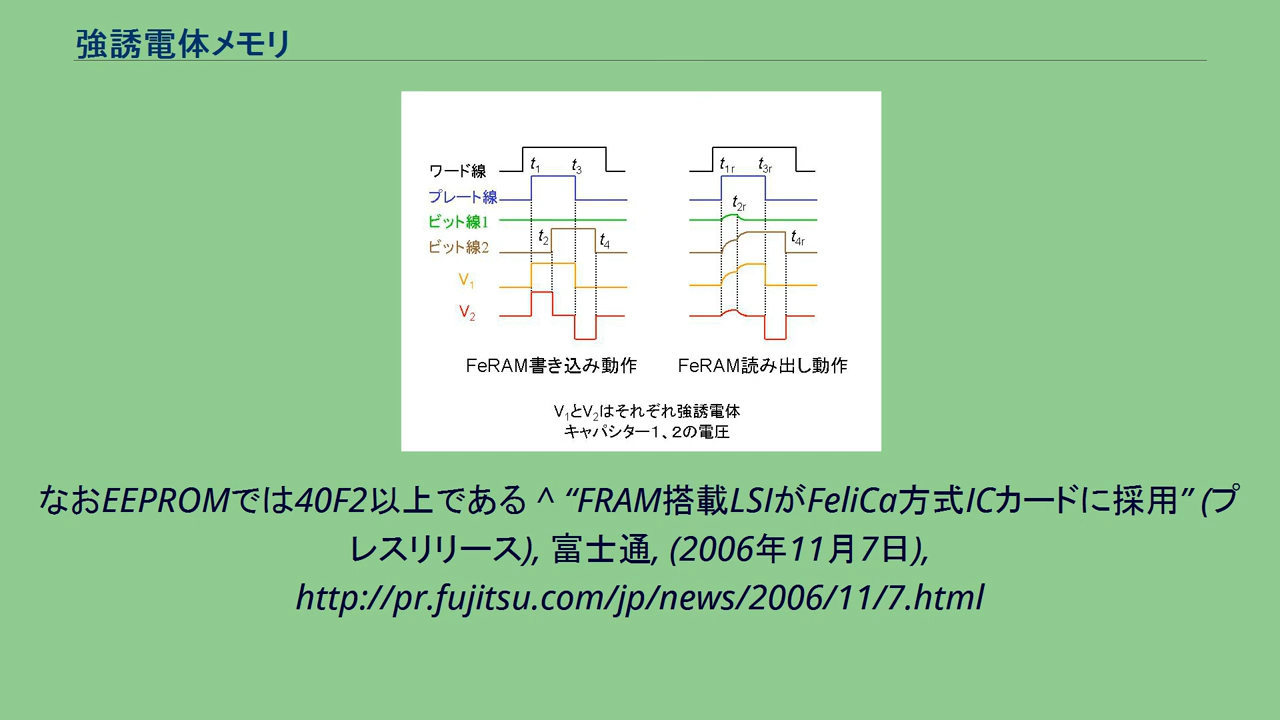 強誘電体メモリ
ワード線
プレート線
ビット線1
ビット線2
V1
V2
t1
t3
t2
t4
t1r
t3r
t2r
t4r
FeRAM書き込み動作
FeRAM読み出し動作
V1とV2はそれぞれ強誘電体
キャパシター1、2の電圧
なおEEPROMでは40F2以上である ^ “FRAM搭載LSIがFeliCa方式ICカードに採用” (プ
レスリリース), 富士通, (2006年11月7日),
http://pr.fujitsu.com/jp/news/2006/11/7.html